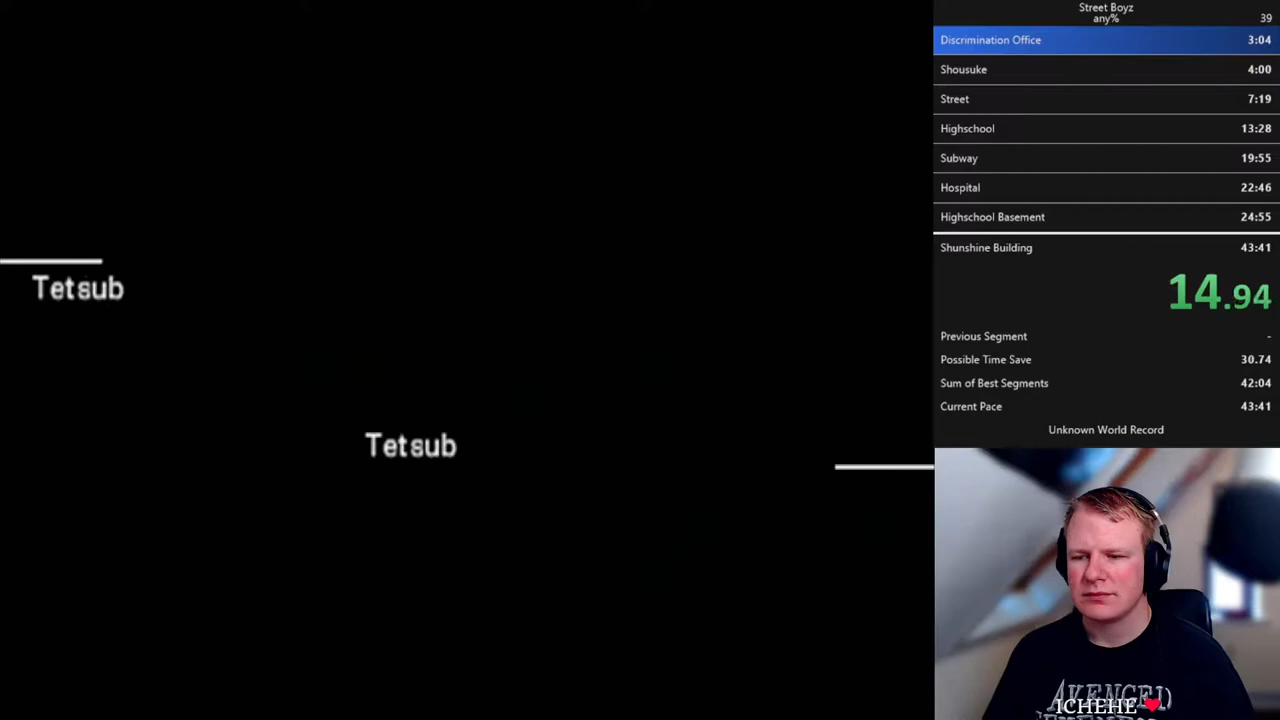 Tetsub
Tetsub
Street Boyz
any%
39
Discrimination Office 3:04
Shousuke 4:00
Street 7:19
Highschool 13:28
Subway 19:55
Hospital 22:46
Highschool Basement 24:55
Shunshine Building 43:41
14.94
Previous Segment -
Possible Time Save 30.74
Sum of Best Segments 42:04
Current Pace 43:41
Unknown World Record
AVENGED
ICHEHE ❤